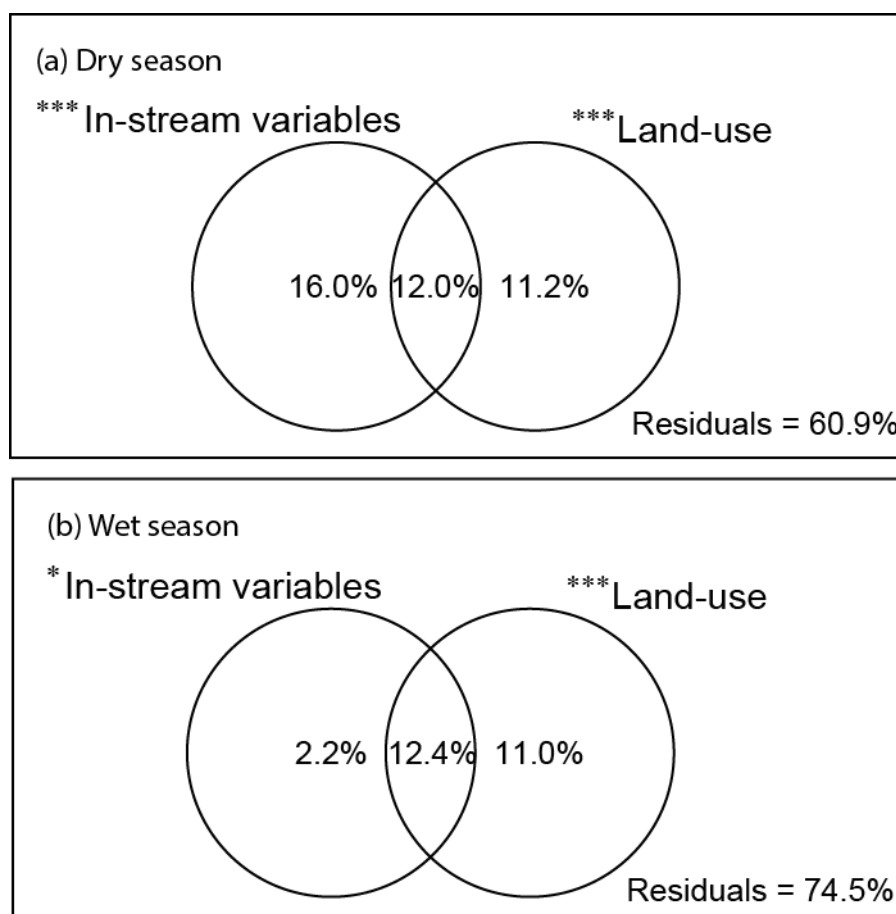 (a) Dry season
***In-stream variables ***Land-use
16.0% 12.0% 11.2%
Residuals = 60.9%
(b) Wet season
*In-stream variables ***Land-use
2.2% 12.4% 11.0%
Residuals = 74.5%